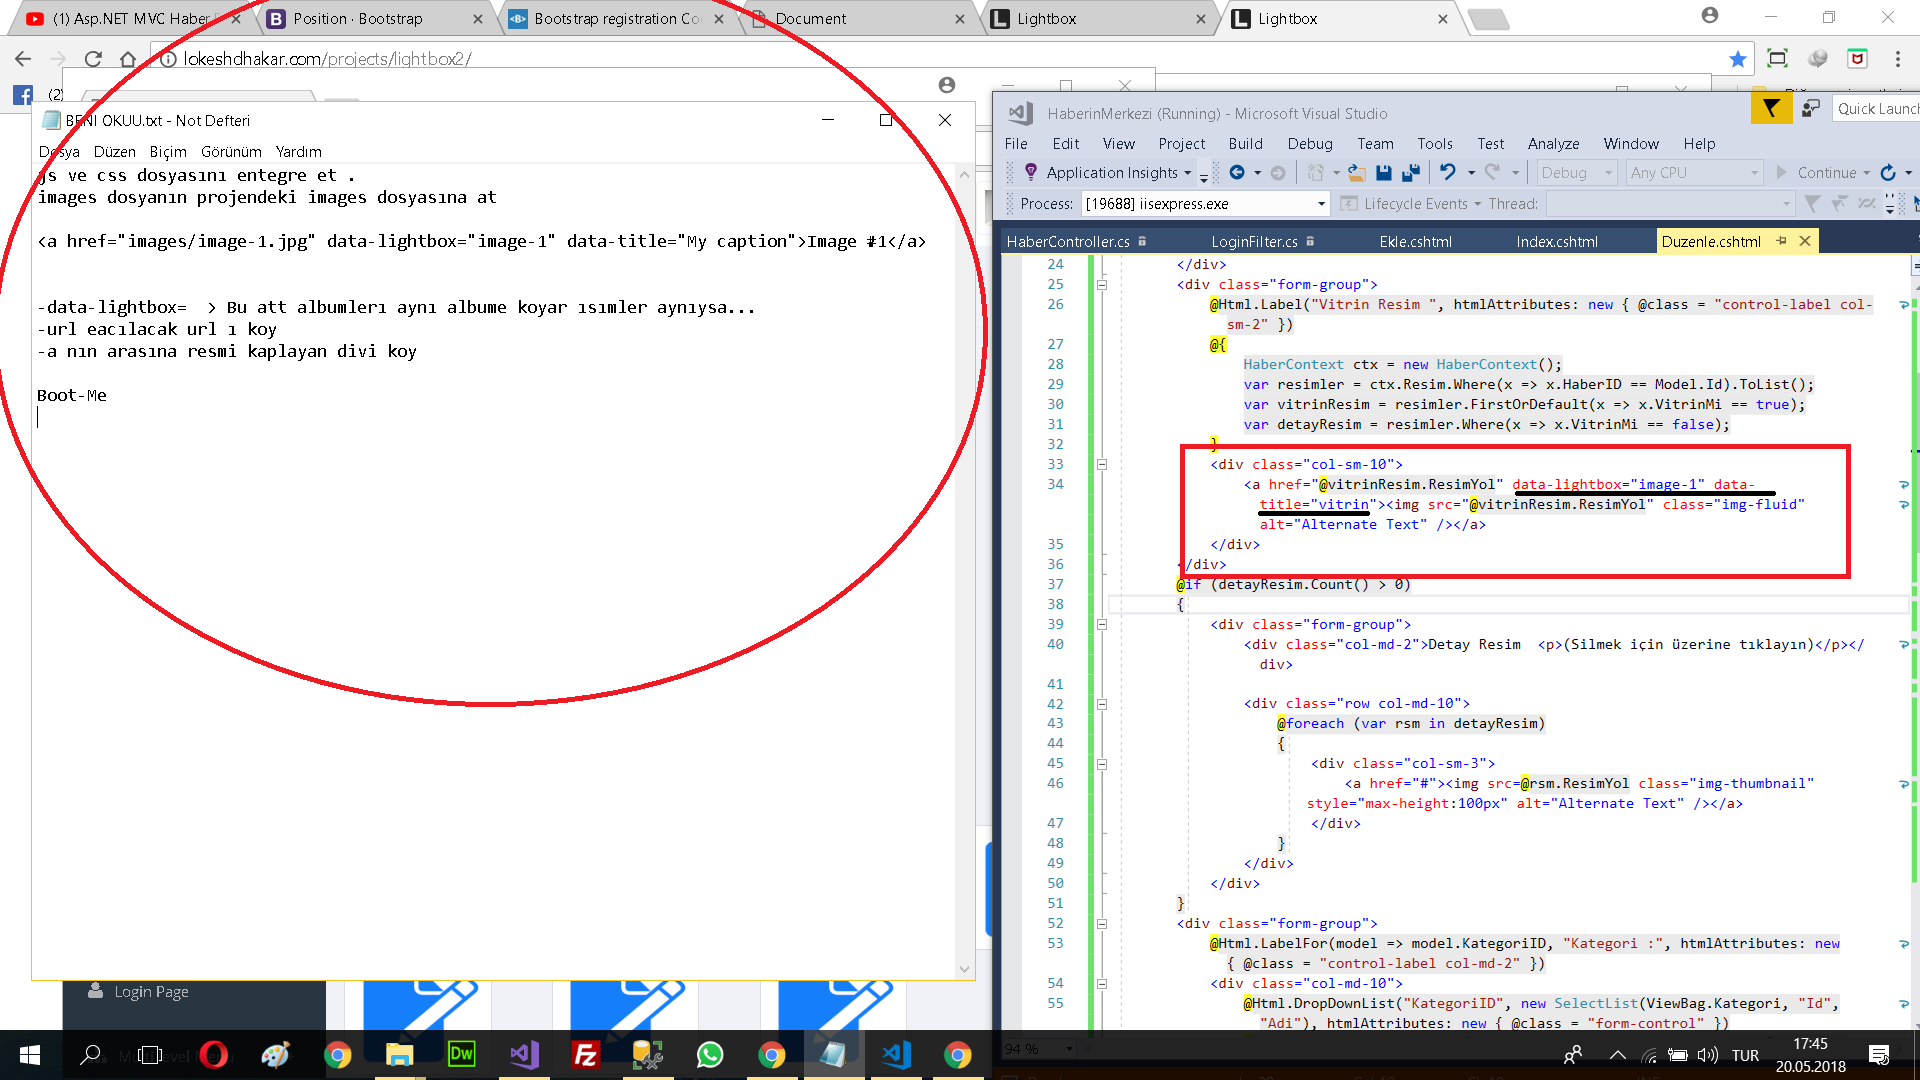 (1) Asp.NET MVC Haber
Position · Bootstrap
Bootstrap registration Co
Document
Lightbox
Lightbox
lokeshdhakar.com/projects/lightbox2/
(2)
BENİ OKUU.txt - Not Defteri
Dosya Düzen Biçim Görünüm Yardım
js ve css dosyasını entegre et .
images dosyanın projendeki images dosyasına at
<a href="images/image-1.jpg" data-lightbox="image-1" data-title="My caption">Image #1</a>
-data-lightbox=  > Bu att albumlerı aynı albume koyar ısımler aynıysa...
-url eacılacak url ı koy
-a nın arasına resmi kaplayan divi koy
Boot-Me
Login Page
HaberinMerkezi (Running) - Microsoft Visual Studio
Quick Launch
File Edit View Project Build Debug Team Tools Test Analyze Window Help
Application Insights
Debug
Any CPU
Continue
Process: [19688] iisexpress.exe
Lifecycle Events
Thread:
HaberController.cs
LoginFilter.cs
Ekle.cshtml
Index.cshtml
Duzenle.cshtml
24 </div>
25 <div class="form-group">
26 @Html.Label("Vitrin Resim ", htmlAttributes: new { @class = "control-label col-
sm-2" })
27 @{
28 HaberContext ctx = new HaberContext();
29 var resimler = ctx.Resim.Where(x => x.HaberID == Model.Id).ToList();
30 var vitrinResim = resimler.FirstOrDefault(x => x.VitrinMi == true);
31 var detayResim = resimler.Where(x => x.VitrinMi == false);
32 }
33 <div class="col-sm-10">
34 <a href="@vitrinResim.ResimYol" data-lightbox="image-1" data-
title="vitrin"><img src="@vitrinResim.ResimYol" class="img-fluid"
alt="Alternate Text" /></a>
35 </div>
36 </div>
37 @if (detayResim.Count() > 0)
38 {
39 <div class="form-group">
40 <div class="col-md-2">Detay Resim  <p>(Silmek için üzerine tıklayın)</p></
div>
41
42 <div class="row col-md-10">
43 @foreach (var rsm in detayResim)
44 {
45 <div class="col-sm-3">
46 <a href="#"><img src=@rsm.ResimYol class="img-thumbnail"
style="max-height:100px" alt="Alternate Text" /></a>
47 </div>
48 }
49 </div>
50 </div>
51 }
52 <div class="form-group">
53 @Html.LabelFor(model => model.KategoriID, "Kategori :", htmlAttributes: new
{ @class = "control-label col-md-2" })
54 <div class="col-md-10">
55 @Html.DropDownList("KategoriID", new SelectList(ViewBag.Kategori, "Id",
"Adi"), htmlAttributes: new { @class = "form-control" })
94 %
TUR
17:45
20.05.2018